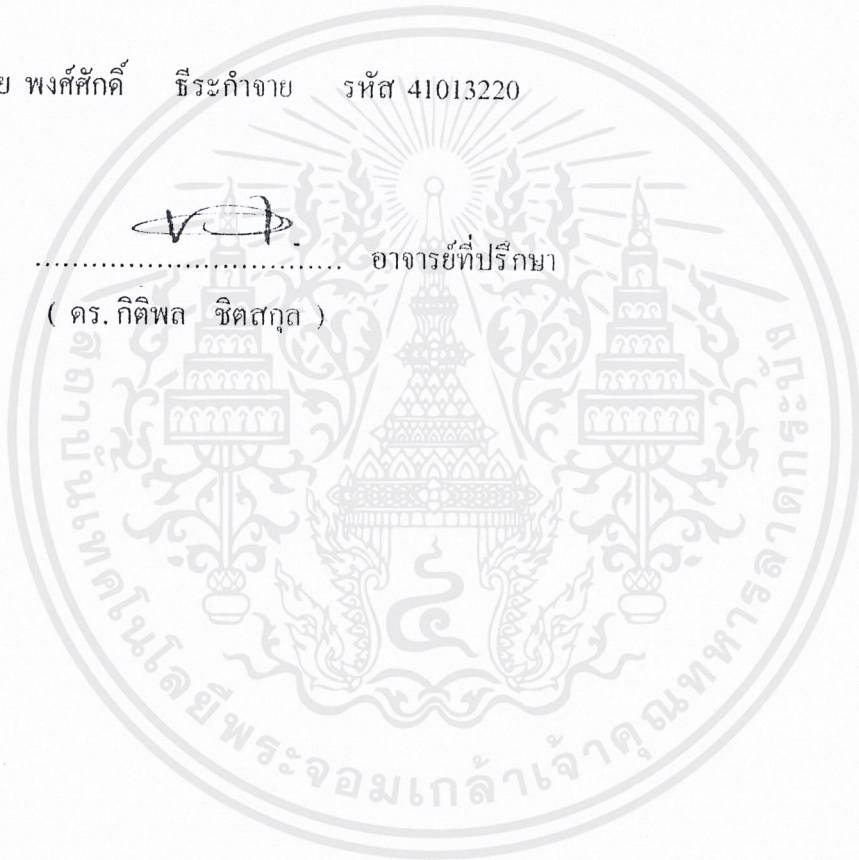 ย พงศ์ศักดิ์ ธีระกำจาย รหัส 41013220
.................................. อาจารย์ที่ปรึกษา
( ดร. กิติพล ชิตสกุล )
สถาบันเทคโนโลยีพระจอมเกล้าเจ้าคุณทหารลาดกระบัง